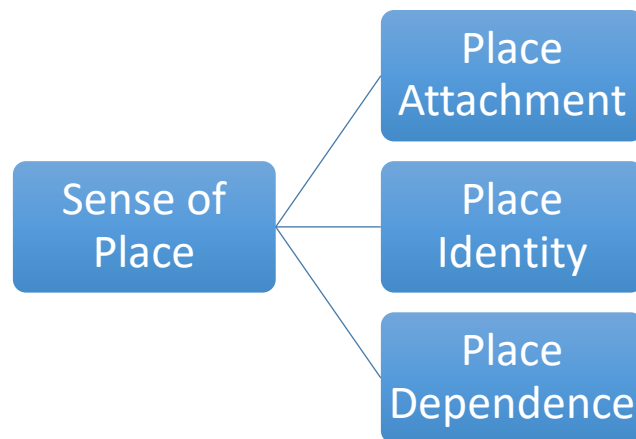 Sense of
Place
Place
Attachment
Place
Identity
Place
Dependence